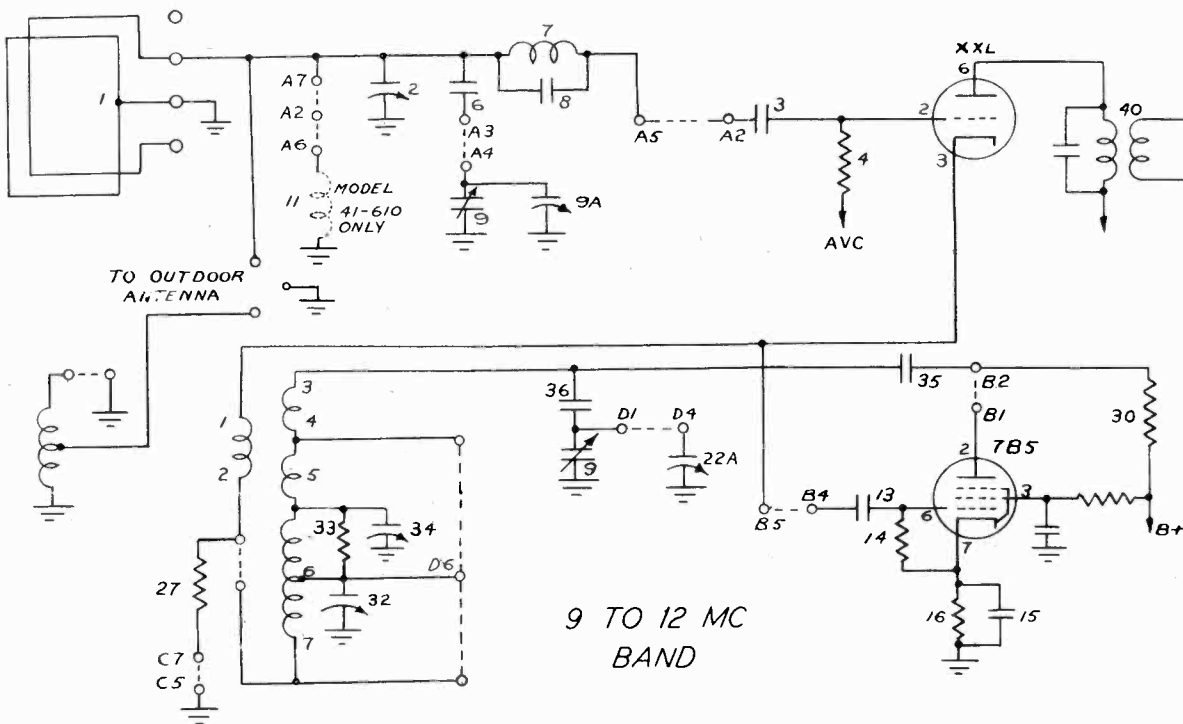 1
A7
A2
A6
11
MODEL
41-610
ONLY
2
6
A3
A4
9
9A
7
8
A5
A2
3
4
AVC
XXL
6
2
3
40
TO OUTDOOR
ANTENNA
1
2
3
4
5
6
7
33
34
32
D6
27
C7
C5
36
9
D1
D4
22A
35
B2
B1
30
7B5
2
3
6
7
B5
B4
13
14
16
15
B+
9 TO 12 MC
BAND